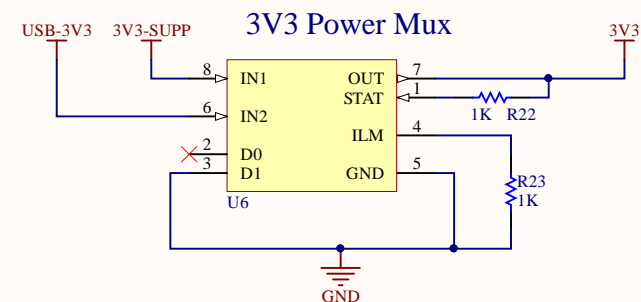 3V3 Power Mux
USB-3V3 3V3-SUPP 3V3
8 IN1 OUT 7
STAT 1
6 IN2 1K R22
ILM 4
2 D0
3 D1 GND 5
R23
1K
U6
GND